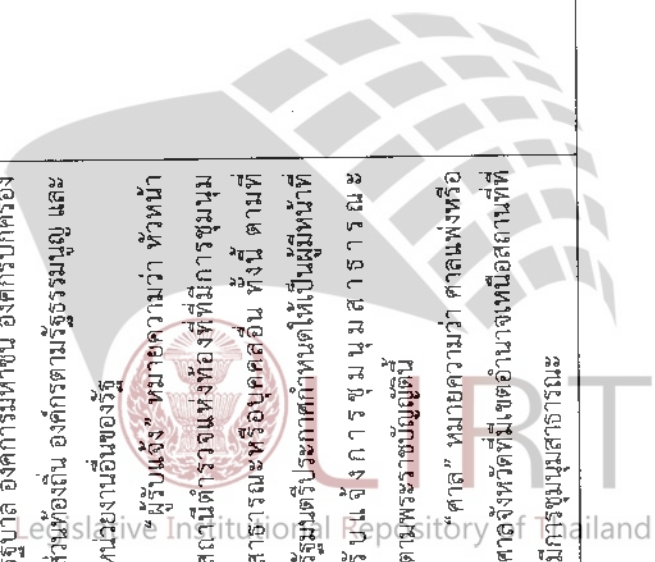 รัฐบาล องค์การมหาชน องค์กรปกครอง
ส่วนท้องถิ่น องค์กรตามรัฐธรรมนูญ และ
หน่วยงานอื่นของรัฐ
“ผู้รับแจ้ง” หมายความว่า หัวหน้า
สถานีตำรวจแห่งท้องที่ที่มีการชุมนุม
สาธารณะหรือบุคคลอื่น ทั้งนี้ ตามที่
รัฐมนตรีประกาศกำหนดให้เป็นผู้มีหน้าที่
รับแจ้งการชุมนุมสาธารณะ
ตามพระราชบัญญัตินี้
“ศาล” หมายความว่า ศาลแพ่งหรือ
ศาลจังหวัดที่มีเขตอำนาจเหนือสถานที่ที่
มีการชุมนุมสาธารณะ
LIRT
Legislative Institutional Repository of Thailand